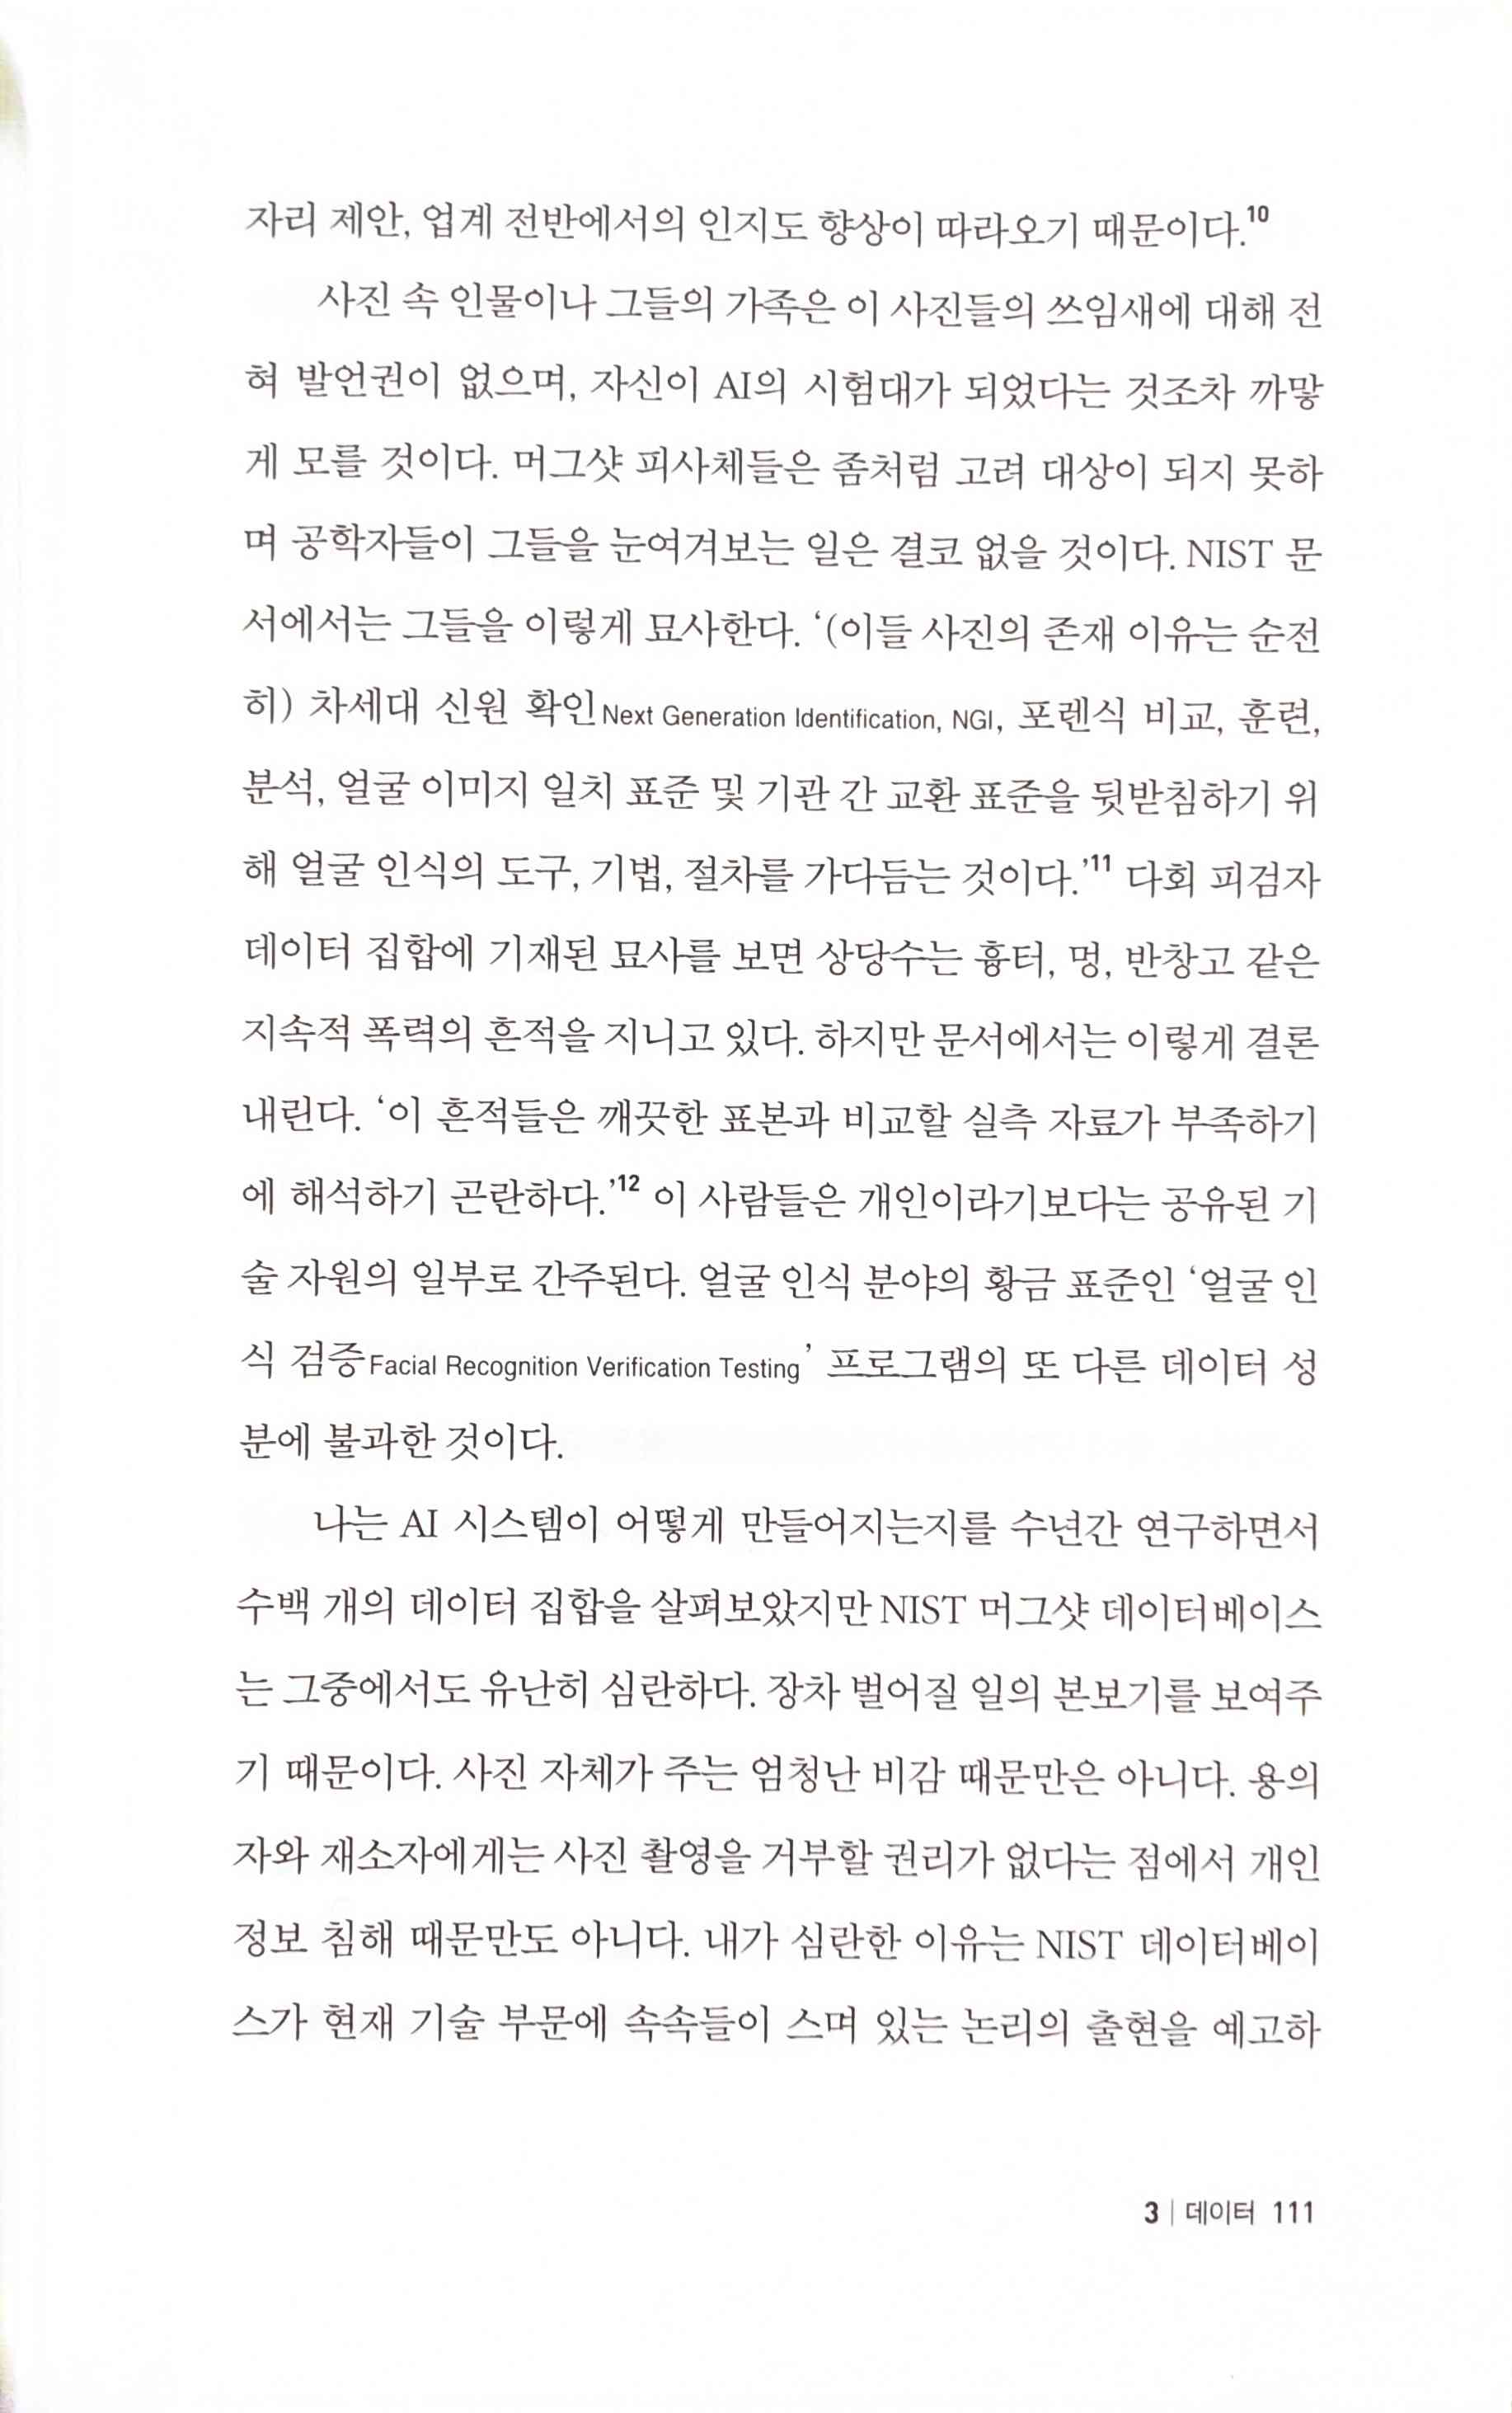 자리 제안, 업계 전반에서의 인지도 향상이 따라오기 때문이다.10
사진 속 인물이나 그들의 가족은 이 사진들의 쓰임새에 대해 전
혀 발언권이 없으며, 자신이 AI의 시험대가 되었다는 것조차 까맣
게 모를 것이다. 머그샷 피사체들은 좀처럼 고려 대상이 되지 못하
며 공학자들이 그들을 눈여겨보는 일은 결코 없을 것이다. NIST 문
서에서는 그들을 이렇게 묘사한다. ‘(이들 사진의 존재 이유는 순전
히) 차세대 신원 확인Next Generation Identification, NGI, 포렌식 비교, 훈련,
분석, 얼굴 이미지 일치 표준 및 기관 간 교환 표준을 뒷받침하기 위
해 얼굴 인식의 도구, 기법, 절차를 가다듬는 것이다.’11 다회 피검자
데이터 집합에 기재된 묘사를 보면 상당수는 흉터, 멍, 반창고 같은
지속적 폭력의 흔적을 지니고 있다. 하지만 문서에서는 이렇게 결론
내린다. ‘이 흔적들은 깨끗한 표본과 비교할 실측 자료가 부족하기
에 해석하기 곤란하다.’12 이 사람들은 개인이라기보다는 공유된 기
술 자원의 일부로 간주된다. 얼굴 인식 분야의 황금 표준인 ‘얼굴 인
식 검증Facial Recognition Verification Testing’ 프로그램의 또 다른 데이터 성
분에 불과한 것이다.
나는 AI 시스템이 어떻게 만들어지는지를 수년간 연구하면서
수백 개의 데이터 집합을 살펴보았지만 NIST 머그샷 데이터베이스
는 그중에서도 유난히 심란하다. 장차 벌어질 일의 본보기를 보여주
기 때문이다. 사진 자체가 주는 엄청난 비감 때문만은 아니다. 용의
자와 재소자에게는 사진 촬영을 거부할 권리가 없다는 점에서 개인
정보 침해 때문만도 아니다. 내가 심란한 이유는 NIST 데이터베이
스가 현재 기술 부문에 속속들이 스며 있는 논리의 출현을 예고하
3 | 데이터 111